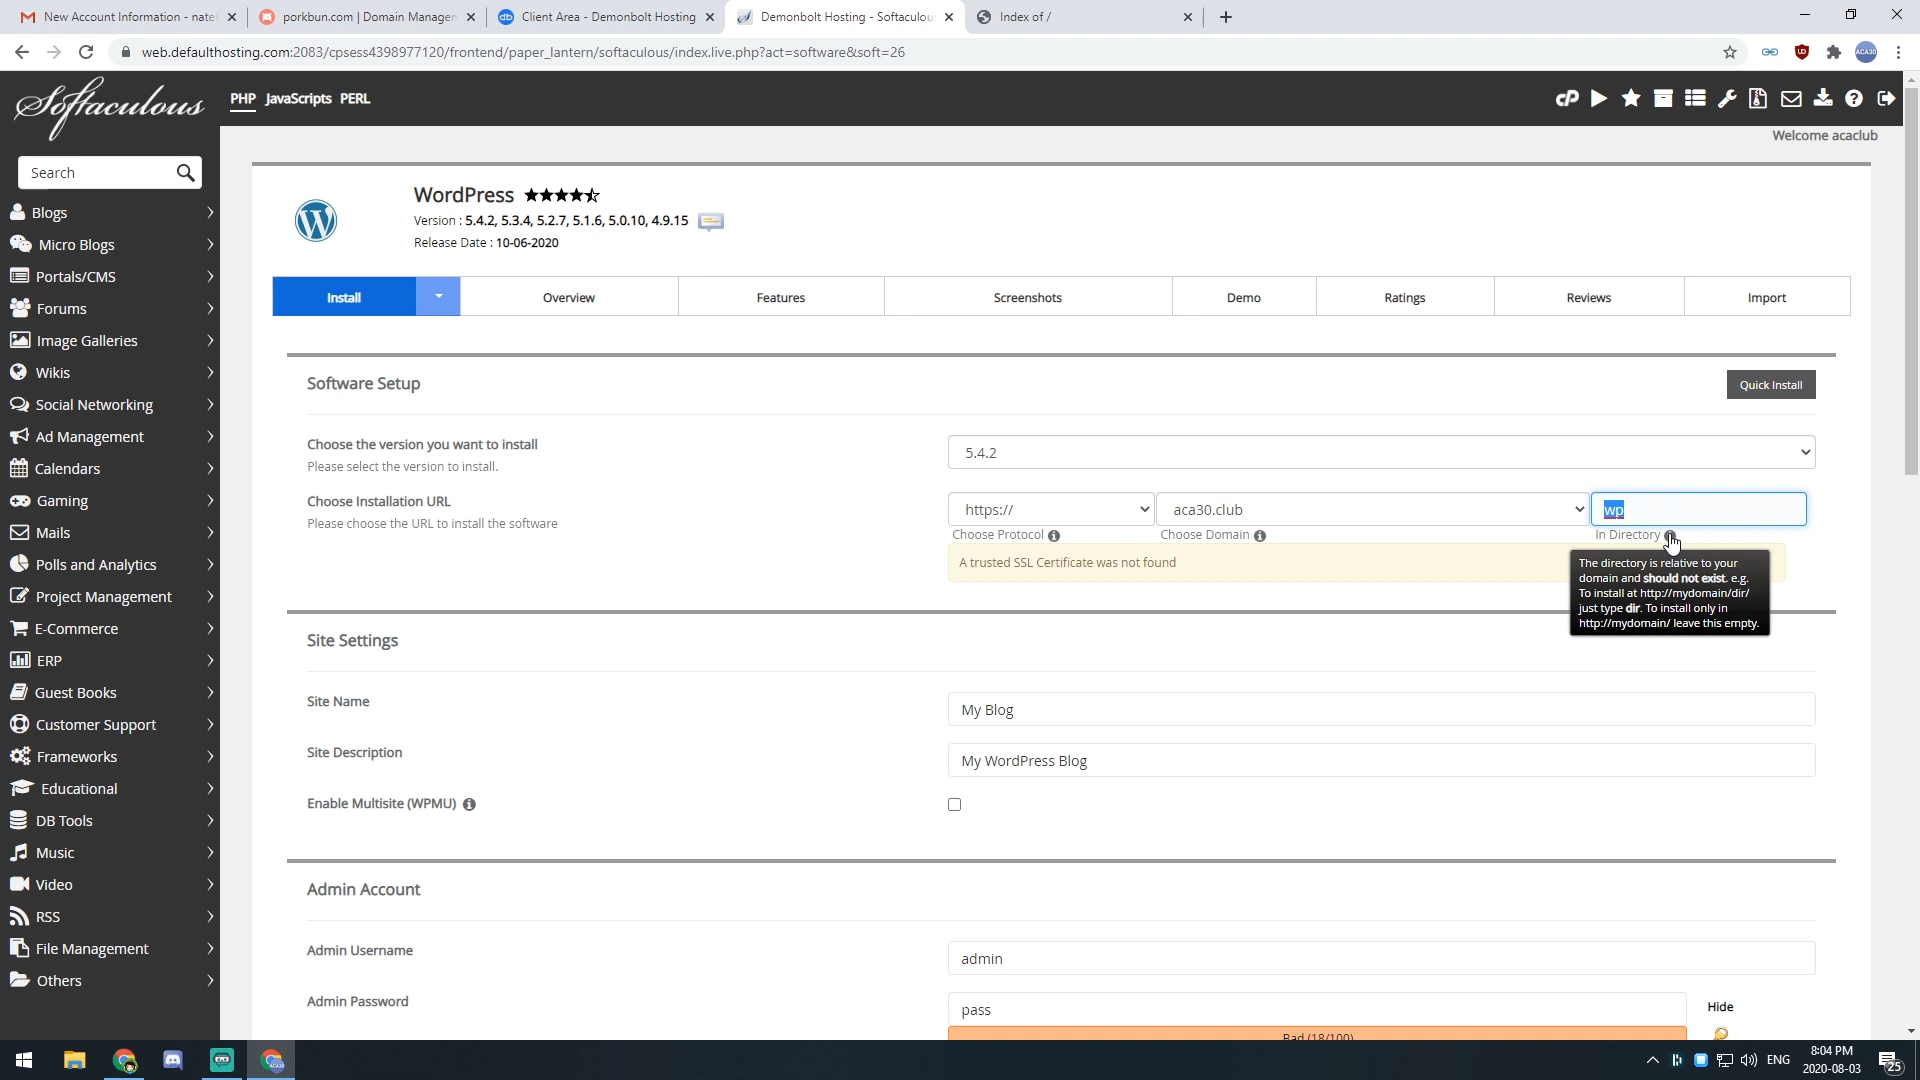 New Account Information - nate
porkbun.com | Domain Managem
Client Area - Demonbolt Hosting
Demonbolt Hosting - Softaculou
Index of /
web.defaulthosting.com:2083/cpsess4398977120/frontend/paper_lantern/softaculous/index.live.php?act=software&soft=26
Softaculous
PHP JavaScripts PERL
Welcome acaclub
Search
Blogs
Micro Blogs
Portals/CMS
Forums
Image Galleries
Wikis
Social Networking
Ad Management
Calendars
Gaming
Mails
Polls and Analytics
Project Management
E-Commerce
ERP
Guest Books
Customer Support
Frameworks
Educational
DB Tools
Music
Video
RSS
File Management
Others
WordPress
Version : 5.4.2, 5.3.4, 5.2.7, 5.1.6, 5.0.10, 4.9.15
Release Date : 10-06-2020
Install
Overview
Features
Screenshots
Demo
Ratings
Reviews
Import
Software Setup
Quick Install
Choose the version you want to install
Please select the version to install.
5.4.2
Choose Installation URL
Please choose the URL to install the software
https://
aca30.club
wp
Choose Protocol
Choose Domain
In Directory
A trusted SSL Certificate was not found
The directory is relative to your
domain and should not exist. e.g.
To install at http://mydomain/dir/
just type dir. To install only in
http://mydomain/ leave this empty.
Site Settings
Site Name
My Blog
Site Description
My WordPress Blog
Enable Multisite (WPMU)
Admin Account
Admin Username
admin
Admin Password
pass
Hide
Bad (18/100)
ENG
8:04 PM
2020-08-03
25